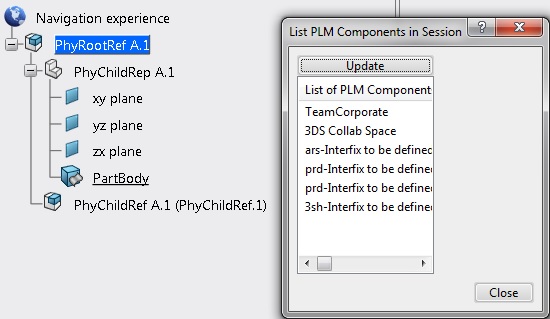 Navigation experience
PhyRootRef A.1
PhyChildRep A.1
xy plane
yz plane
zx plane
PartBody
PhyChildRef A.1 (PhyChildRef.1)
List PLM Components in Session
Update
List of PLM Component
TeamCorporate
3DS Collab Space
ars-Interfix to be defined
prd-Interfix to be defined
prd-Interfix to be defined
3sh-Interfix to be defined
Close